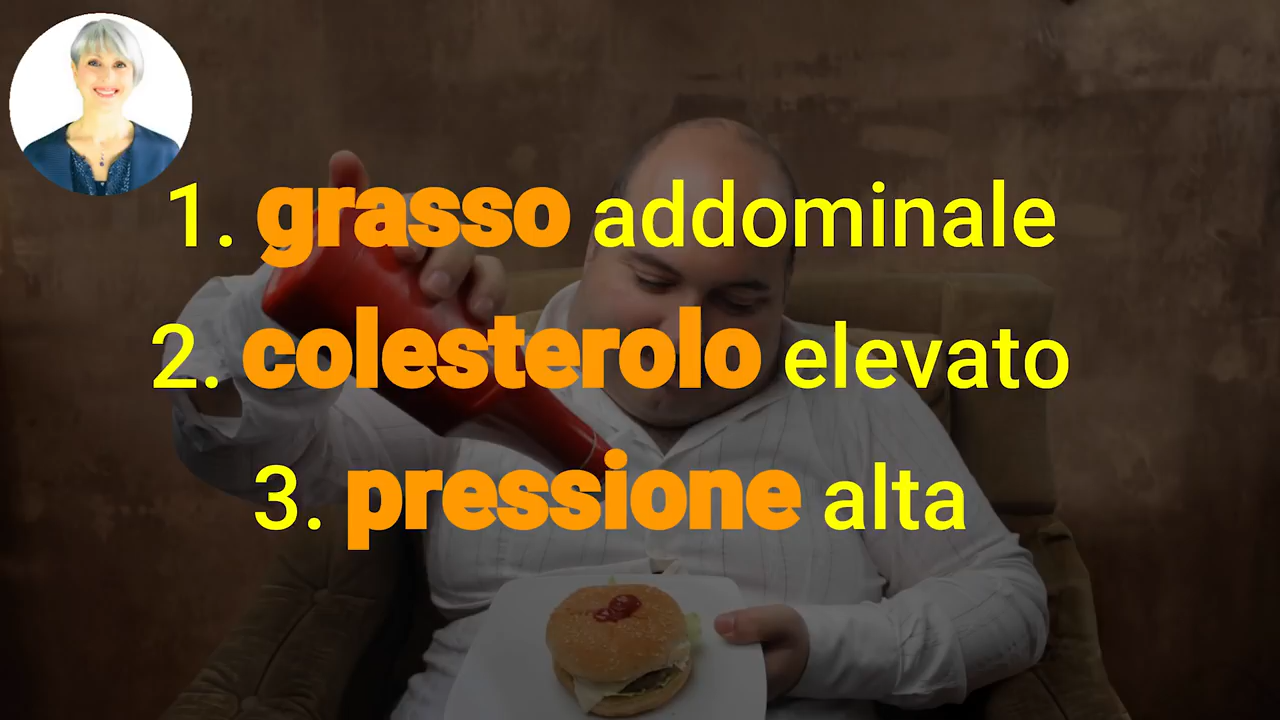 1. grasso addominale
2. colesterolo elevato
3. pressione alta